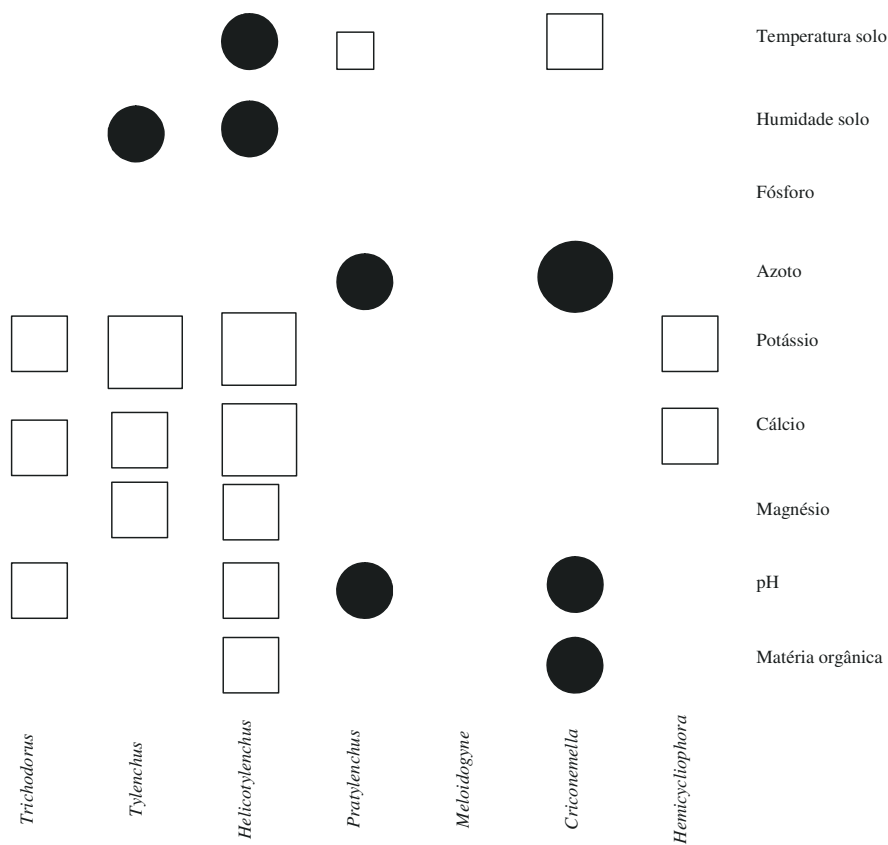 Temperatura solo
Humidade solo
Fósforo
Azoto
Potássio
Cálcio
Magnésio
pH
Matéria orgânica
Trichodorus
Tylenchus
Helicotylenchus
Pratylenchus
Meloidogyne
Criconemella
Hemicycliophora